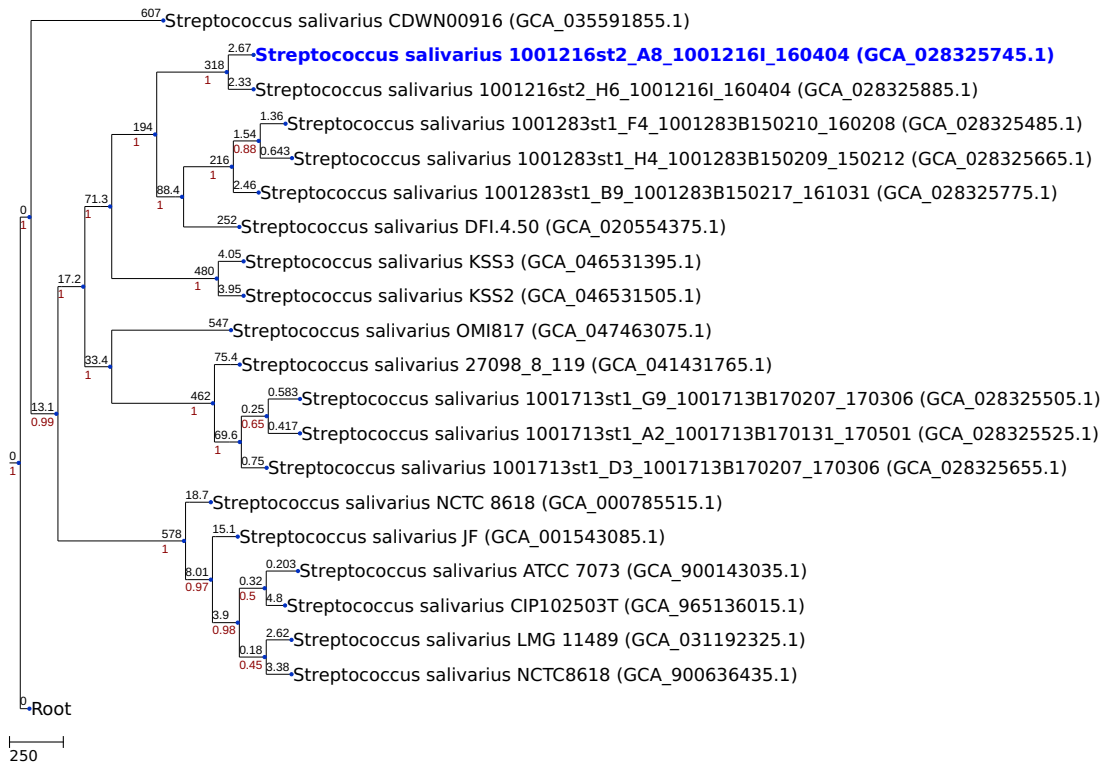 607
Streptococcus salivarius CDWN00916 (GCA_035591855.1)
2.67
Streptococcus salivarius 1001216st2_A8_1001216I_160404 (GCA_028325745.1)
318
1
2.33
Streptococcus salivarius 1001216st2_H6_1001216I_160404 (GCA_028325885.1)
194
1
1.36
Streptococcus salivarius 1001283st1_F4_1001283B150210_160208 (GCA_028325485.1)
1.54
0.88
0.643
Streptococcus salivarius 1001283st1_H4_1001283B150209_150212 (GCA_028325665.1)
216
1
2.46
Streptococcus salivarius 1001283st1_B9_1001283B150217_161031 (GCA_028325775.1)
88.4
1
71.3
1
252
Streptococcus salivarius DFI.4.50 (GCA_020554375.1)
0
1
4.05
Streptococcus salivarius KSS3 (GCA_046531395.1)
480
1
17.2
1
3.95
Streptococcus salivarius KSS2 (GCA_046531505.1)
547
Streptococcus salivarius OMI817 (GCA_047463075.1)
33.4
1
75.4
Streptococcus salivarius 27098_8_119 (GCA_041431765.1)
462
1
0.583
Streptococcus salivarius 1001713st1_G9_1001713B170207_170306 (GCA_028325505.1)
13.1
0.99
0.25
0.65
0.417
Streptococcus salivarius 1001713st1_A2_1001713B170131_170501 (GCA_028325525.1)
69.6
1
0
1
0.75
Streptococcus salivarius 1001713st1_D3_1001713B170207_170306 (GCA_028325655.1)
18.7
Streptococcus salivarius NCTC 8618 (GCA_000785515.1)
578
1
15.1
Streptococcus salivarius JF (GCA_001543085.1)
8.01
0.97
0.203
Streptococcus salivarius ATCC 7073 (GCA_900143035.1)
0.32
0.5
4.8
Streptococcus salivarius CIP102503T (GCA_965136015.1)
3.9
0.98
2.62
Streptococcus salivarius LMG 11489 (GCA_031192325.1)
0.18
0.45
3.38
Streptococcus salivarius NCTC8618 (GCA_900636435.1)
0
Root
250